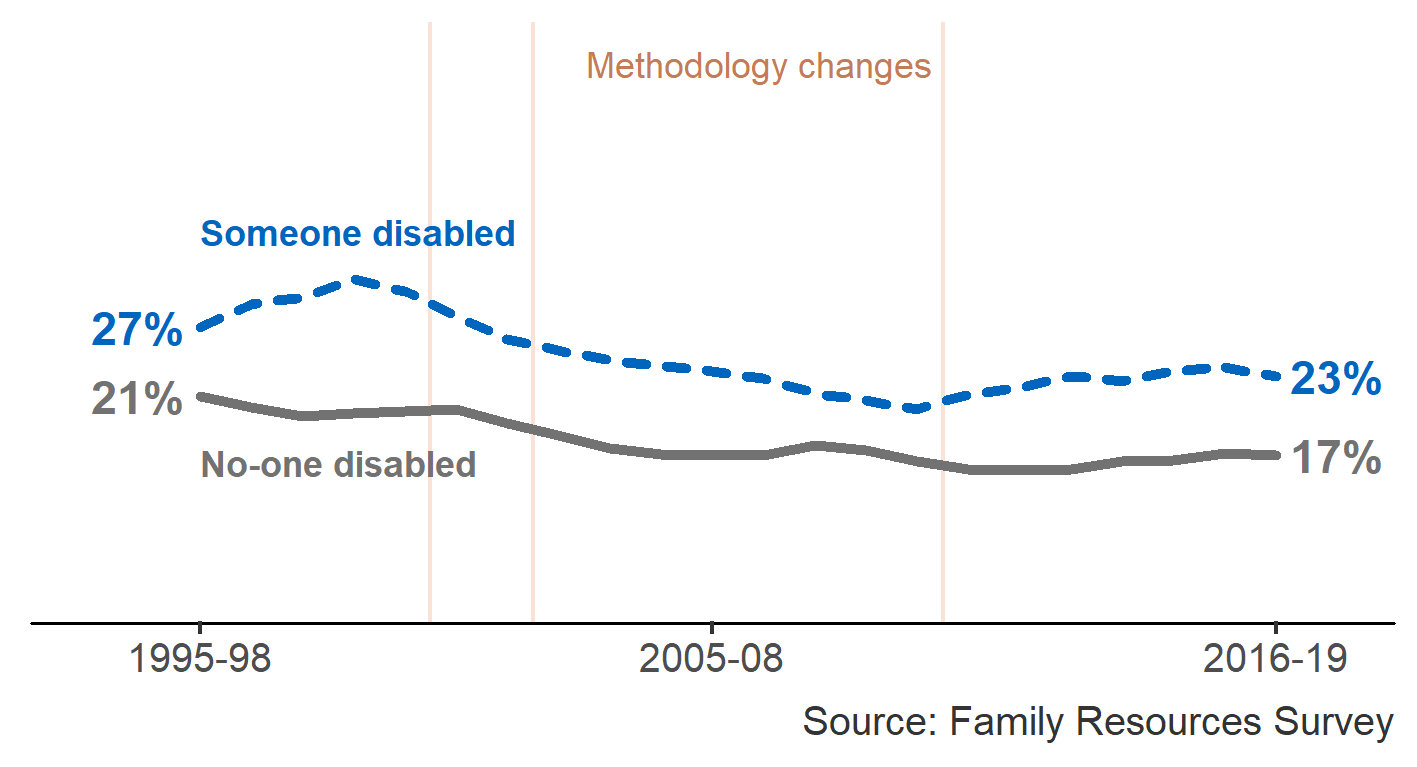 Methodology changes
Someone disabled
27%
21%
23%
No-one disabled
17%
1995-98
2005-08
2016-19
Source: Family Resources Survey